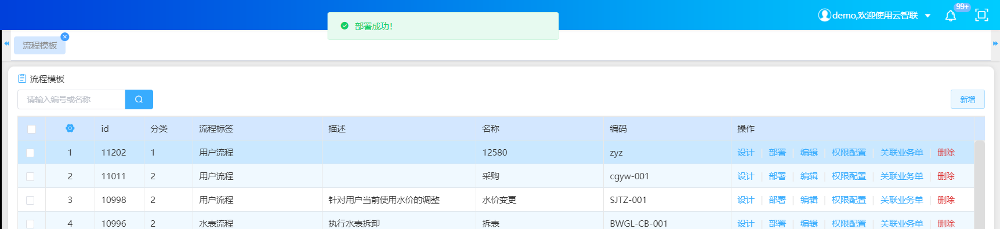 demo,欢迎使用云智联
99+
部署成功!
流程模板
流程模板
请输入编号或名称
新增
id 分类 流程标签 描述 名称 编码 操作
1 11202 1 用户流程 12580 zyz 设计 部署 编辑 权限配置 关联业务单 删除
2 11011 2 用户流程 采购 cgyw-001 设计 部署 编辑 权限配置 关联业务单 删除
3 10998 2 用户流程 针对用户当前使用水价的调整 水价变更 SJTZ-001 设计 部署 编辑 权限配置 关联业务单 删除
4 10996 2 水表流程 执行水表拆卸 拆表 BWGL-CB-001 设计 部署 编辑 权限配置 关联业务单 删除